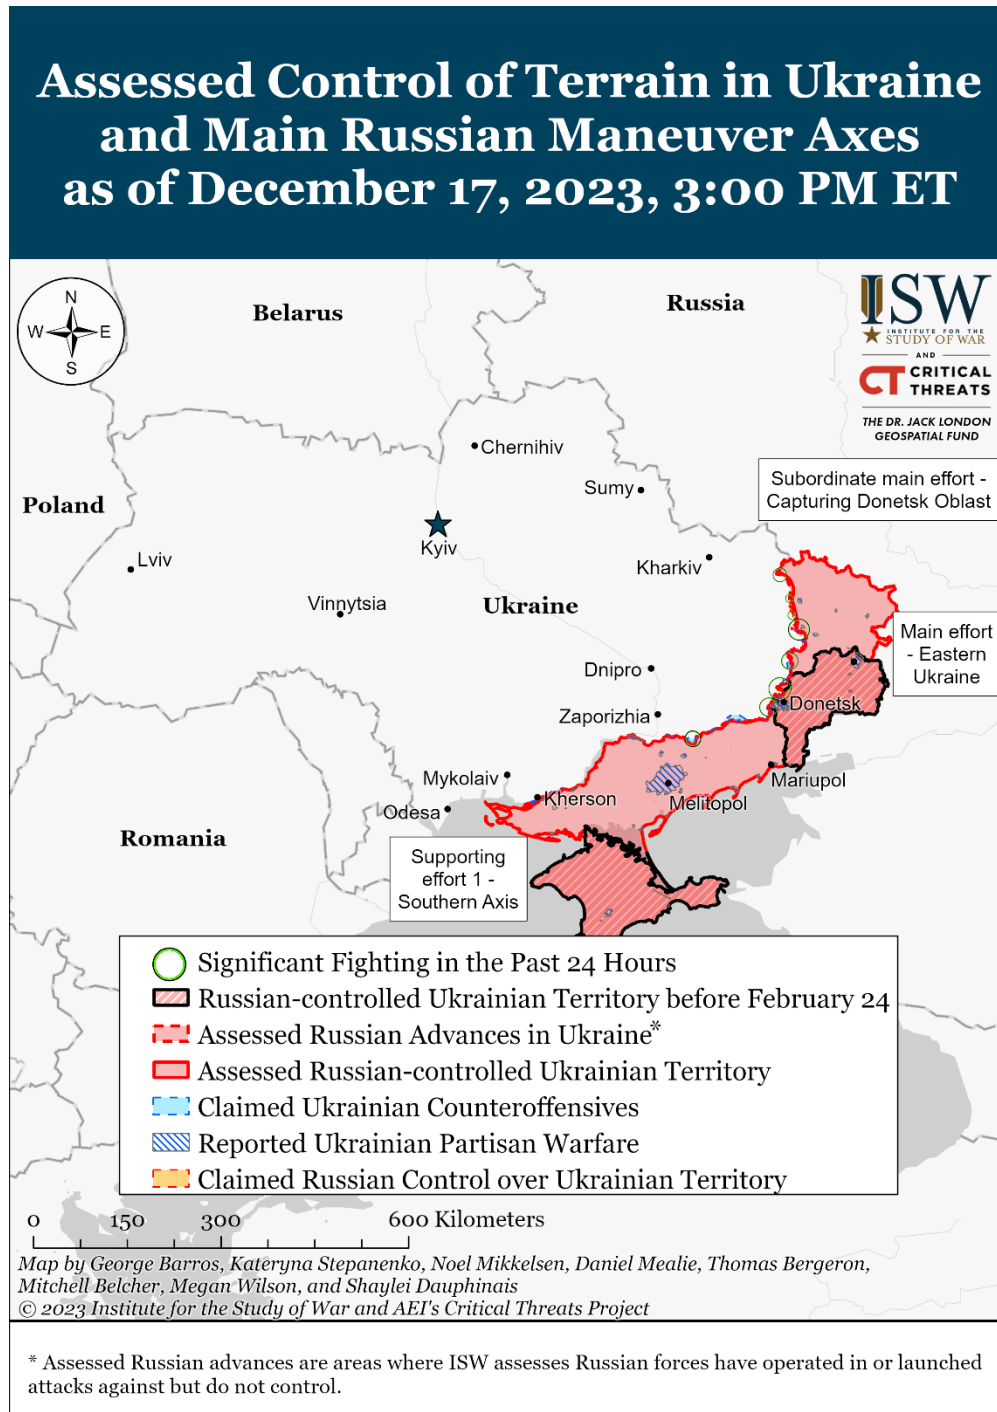 Assessed Control of Terrain in Ukraine
and Main Russian Maneuver Axes
as of December 17, 2023, 3:00 PM ET
N
W
E
S
Belarus
Russia
ISW
INSTITUTE FOR THE
STUDY OF WAR
AND
CT CRITICAL
THREATS
THE DR. JACK LONDON
GEOSPATIAL FUND
Chernihiv
Subordinate main effort -
Capturing Donetsk Oblast
Sumy
Poland
Kyiv
Lviv
Kharkiv
Vinnytsia
Ukraine
Main effort
- Eastern
Ukraine
Dnipro
Donetsk
Zaporizhia
Mykolaiv
Mariupol
Kherson
Melitopol
Odesa
Romania
Supporting
effort 1 -
Southern Axis
Significant Fighting in the Past 24 Hours
Russian-controlled Ukrainian Territory before February 24
Assessed Russian Advances in Ukraine*
Assessed Russian-controlled Ukrainian Territory
Claimed Ukrainian Counteroffensives
Reported Ukrainian Partisan Warfare
Claimed Russian Control over Ukrainian Territory
0 150 300 600 Kilometers
Map by George Barros, Kateryna Stepanenko, Noel Mikkelsen, Daniel Mealie, Thomas Bergeron,
Mitchell Belcher, Megan Wilson, and Shaylei Dauphinais
© 2023 Institute for the Study of War and AEI's Critical Threats Project
* Assessed Russian advances are areas where ISW assesses Russian forces have operated in or launched
attacks against but do not control.